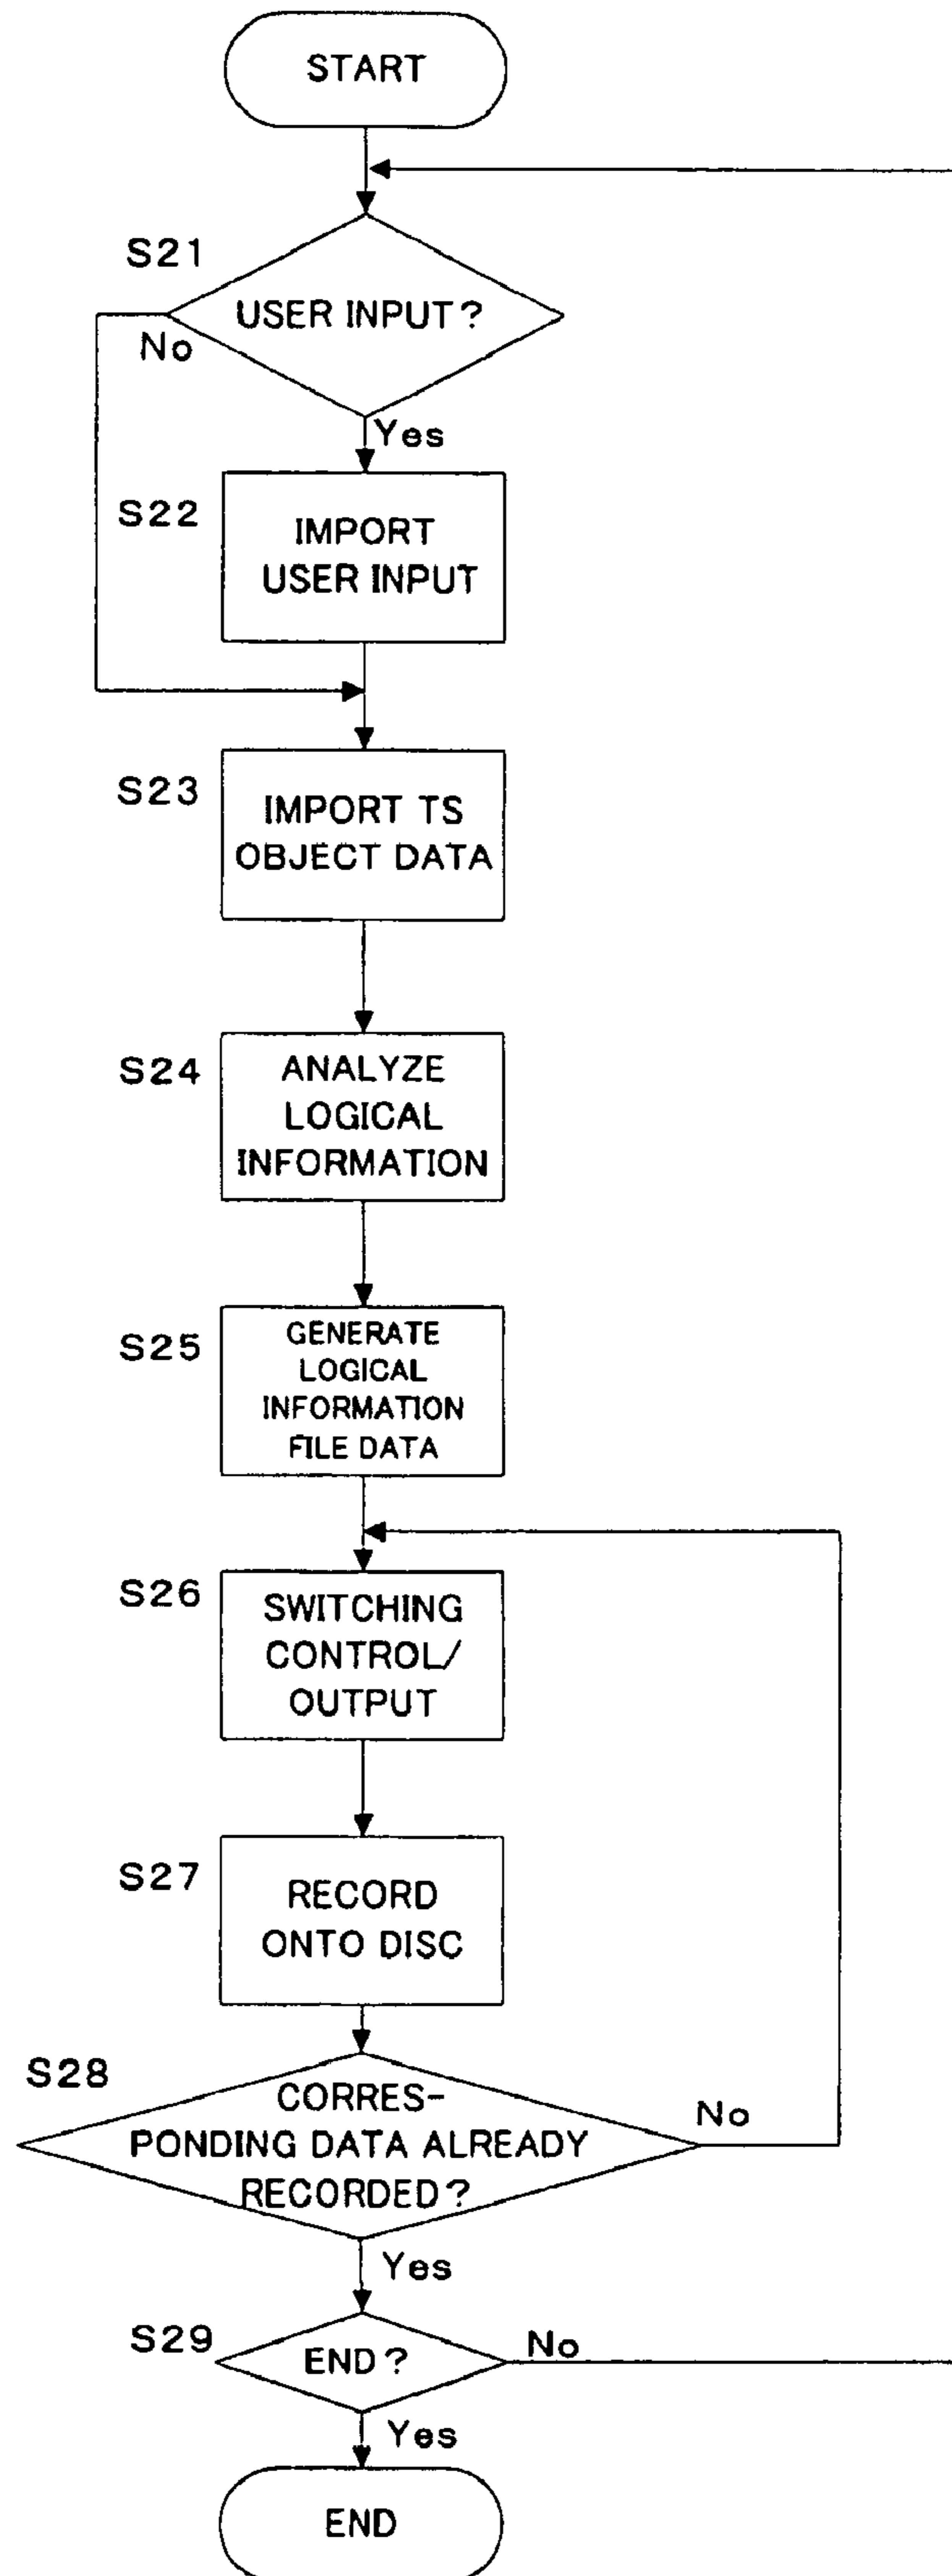 START
S21
USER INPUT?
No
Yes
S22
IMPORT
USER INPUT
S23
IMPORT TS
OBJECT DATA
S24
ANALYZE
LOGICAL
INFORMATION
S25
GENERATE
LOGICAL
INFORMATION
FILE DATA
S26
SWITCHING
CONTROL/
OUTPUT
S27
RECORD
ONTO DISC
S28
CORRES-
PONDING DATA ALREADY
RECORDED?
No
Yes
S29
END?
No
Yes
END